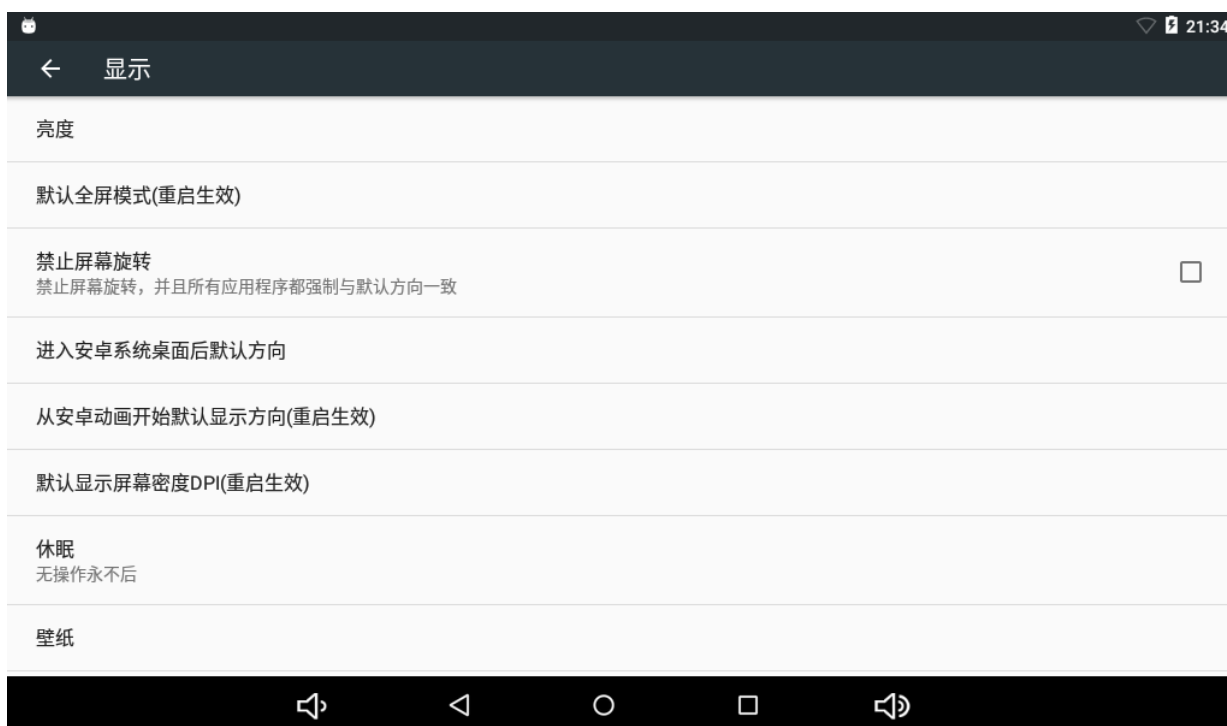 21:34
显示
亮度
默认全屏模式(重启生效)
禁止屏幕旋转
禁止屏幕旋转，并且所有应用程序都强制与默认方向一致
进入安卓系统桌面后默认方向
从安卓动画开始默认显示方向(重启生效)
默认显示屏幕密度DPI(重启生效)
休眠
无操作永不后
壁纸